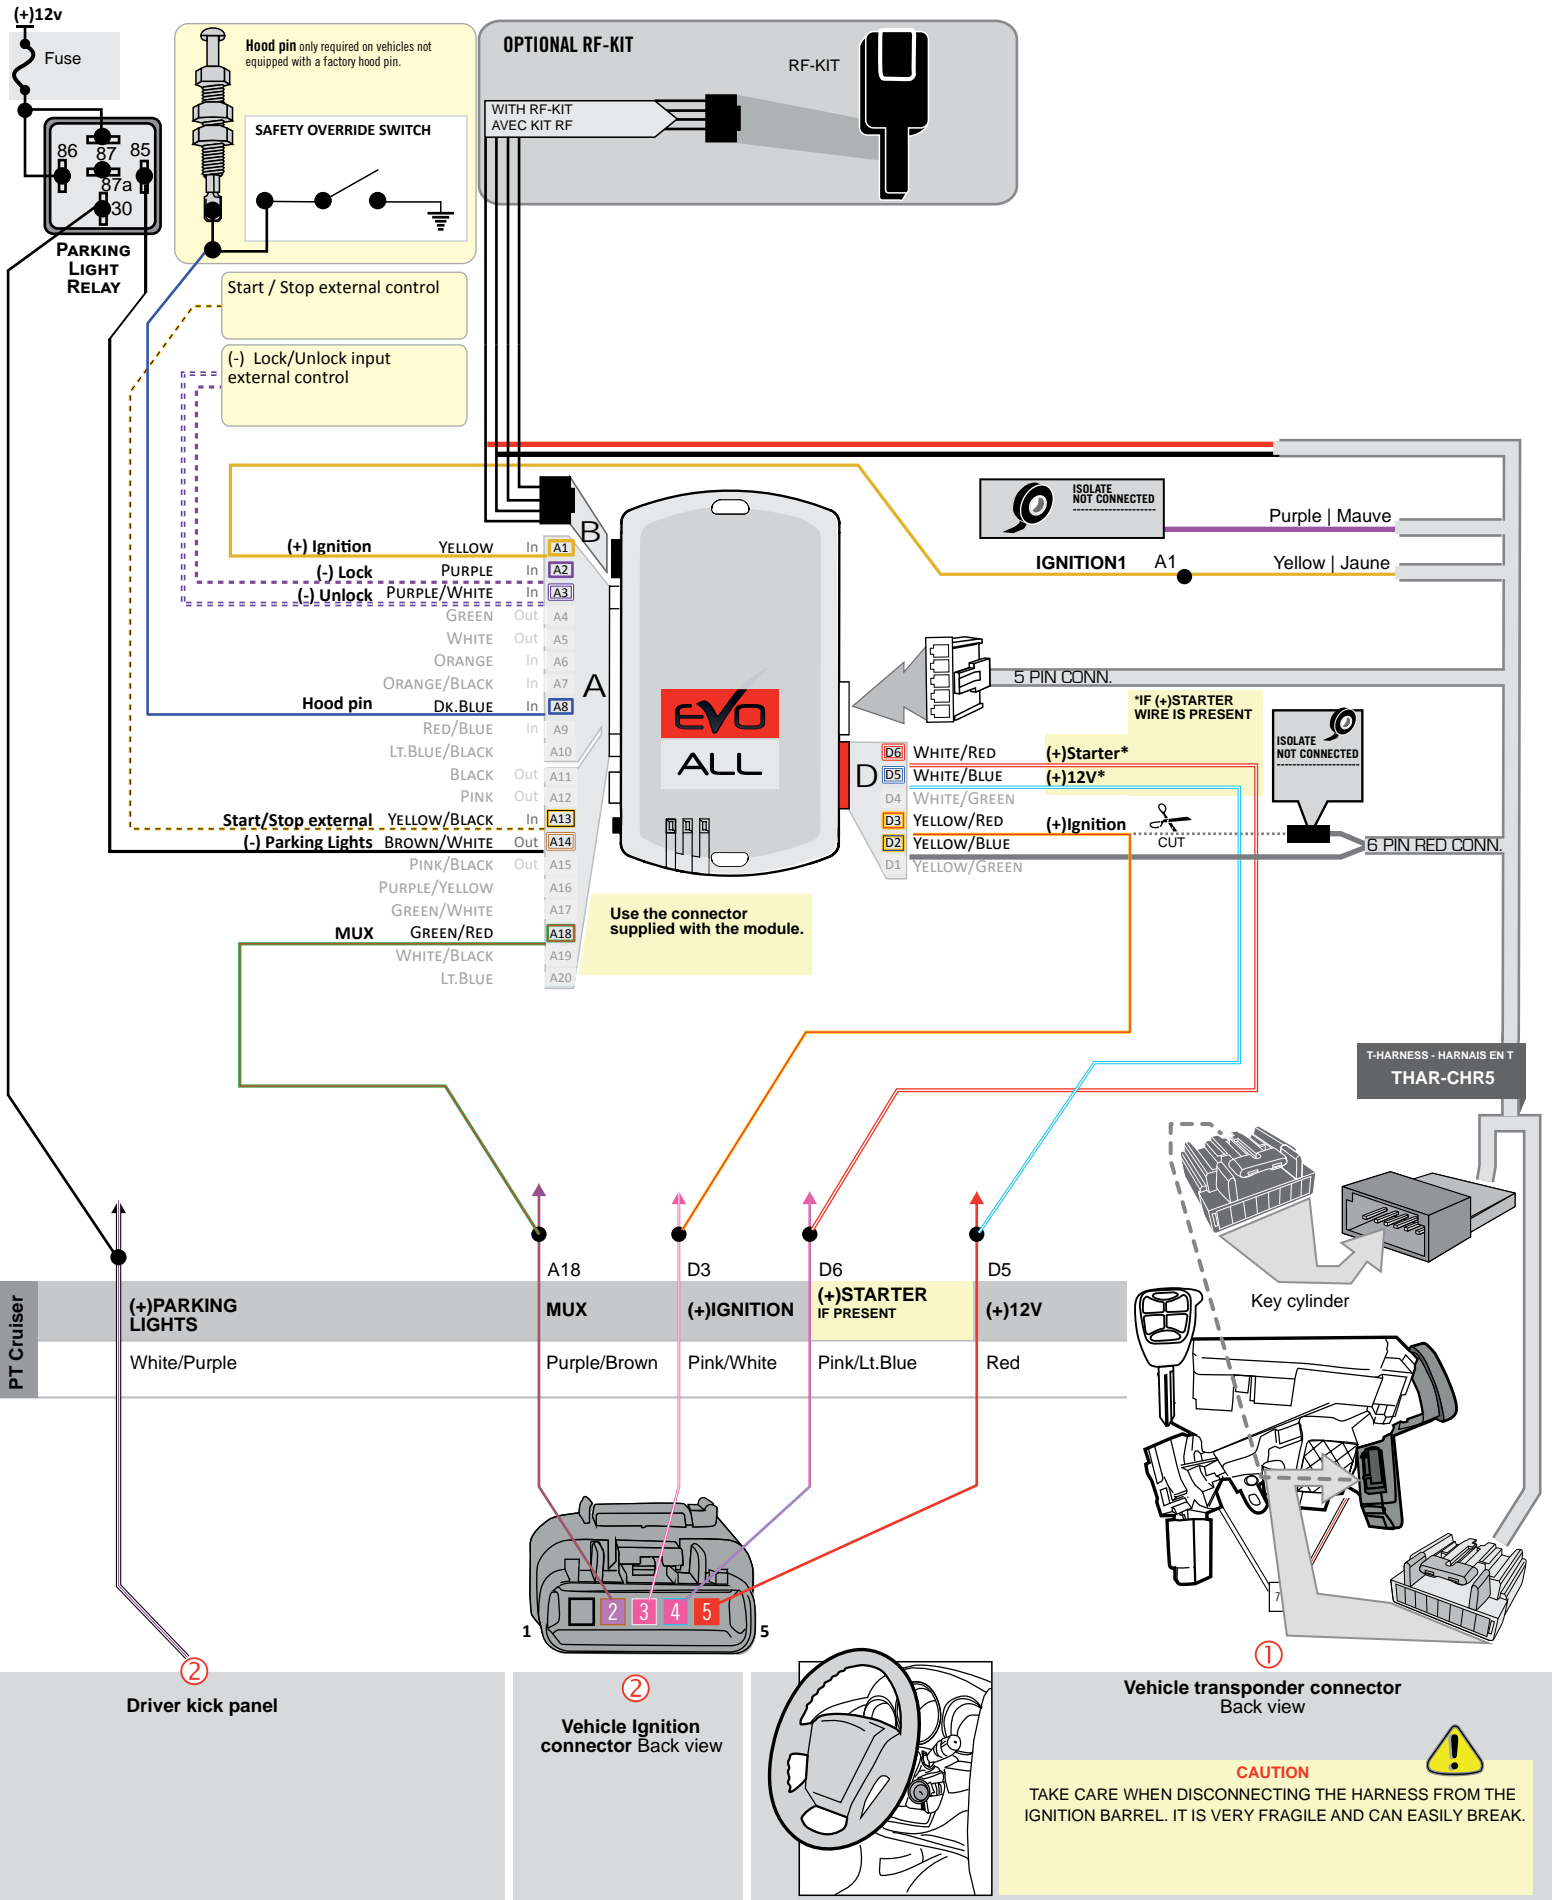 (+)12v
Fuse
86
87
85
87a
30
PARKING
LIGHT
RELAY
Hood pin only required on vehicles not
equipped with a factory hood pin.
SAFETY OVERRIDE SWITCH
OPTIONAL RF-KIT
RF-KIT
WITH RF-KIT
AVEC KIT RF
Start / Stop external control
(-) Lock/Unlock input
external control
B
A
D
(+) Ignition YELLOW In A1
(-) Lock PURPLE In A2
(-) Unlock PURPLE/WHITE In A3
GREEN Out A4
WHITE Out A5
ORANGE In A6
ORANGE/BLACK In A7
Hood pin DK.BLUE In A8
RED/BLUE In A9
LT.BLUE/BLACK A10
BLACK Out A11
PINK Out A12
Start/Stop external YELLOW/BLACK In A13
(-) Parking Lights BROWN/WHITE Out A14
PINK/BLACK Out A15
PURPLE/YELLOW A16
GREEN/WHITE A17
MUX GREEN/RED A18
WHITE/BLACK A19
LT.BLUE A20
EVO
ALL
Use the connector
supplied with the module.
ISOLATE
NOT CONNECTED
Purple | Mauve
IGNITION1 A1 Yellow | Jaune
5 PIN CONN.
*IF (+)STARTER
WIRE IS PRESENT
ISOLATE
NOT CONNECTED
D6 WHITE/RED (+)Starter*
D5 WHITE/BLUE (+)12V*
D4 WHITE/GREEN
D3 YELLOW/RED (+)Ignition
D2 YELLOW/BLUE
D1 YELLOW/GREEN
CUT
6 PIN RED CONN.
T-HARNESS - HARNAIS EN T
THAR-CHR5
Key cylinder
A18 D3 D6 D5
PT Cruiser
(+)PARKING
LIGHTS
MUX
(+)IGNITION
(+)STARTER
IF PRESENT
(+)12V
White/Purple
Purple/Brown
Pink/White
Pink/Lt.Blue
Red
2 3 4 5
1
5
7
2
Driver kick panel
2
Vehicle Ignition
connector Back view
1
Vehicle transponder connector
Back view
CAUTION
TAKE CARE WHEN DISCONNECTING THE HARNESS FROM THE
IGNITION BARREL. IT IS VERY FRAGILE AND CAN EASILY BREAK.